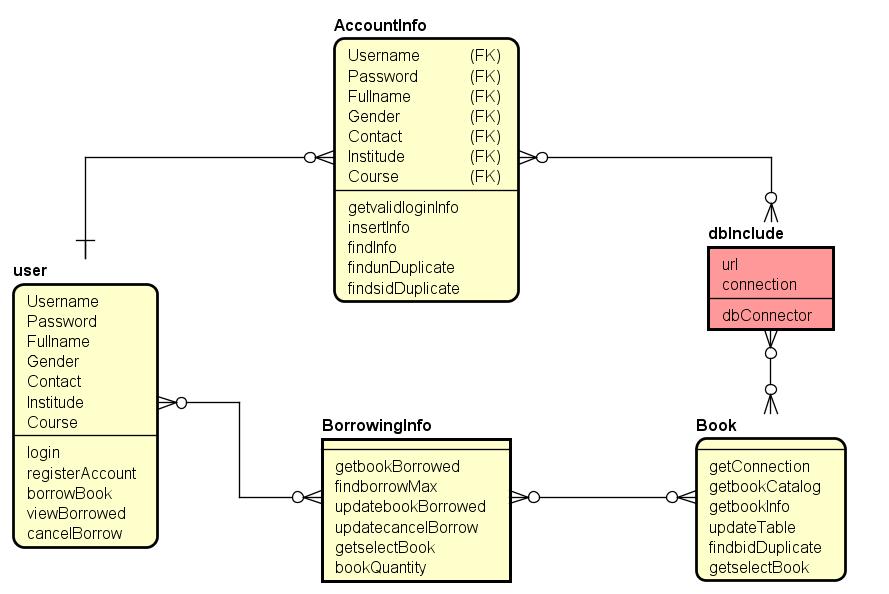 AccountInfo
Username (FK)
Password (FK)
Fullname (FK)
Gender (FK)
Contact (FK)
Institude (FK)
Course (FK)
getvalidloginInfo
insertInfo
findInfo
findunDuplicate
findsidDuplicate
dbInclude
url
connection
dbConnector
user
Username
Password
Fullname
Gender
Contact
Institude
Course
login
registerAccount
borrowBook
viewBorrowed
cancelBorrow
BorrowingInfo
getbookBorrowed
findborrowMax
updatebookBorrowed
updatecancelBorrow
getselectBook
bookQuantity
Book
getConnection
getbookCatalog
getbookInfo
updateTable
findbidDuplicate
getselectBook